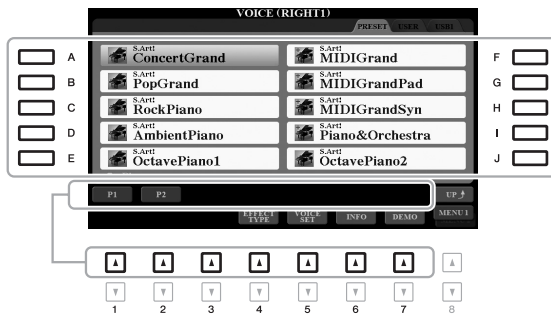 VOICE (RIGHT1)
PRESET USER USB1
A S.Art! ConcertGrand S.Art! MIDIGrand F
B S.Art! PopGrand S.Art! MIDIGrandPad G
C S.Art! RockPiano S.Art! MIDIGrandSyn H
D S.Art! AmbientPiano S.Art! Piano&Orchestra I
E S.Art! OctavePiano1 S.Art! OctavePiano2 J
P1 P2 UP
EFFECT TYPE VOICE SET INFO DEMO MENU 1
1 2 3 4 5 6 7 8